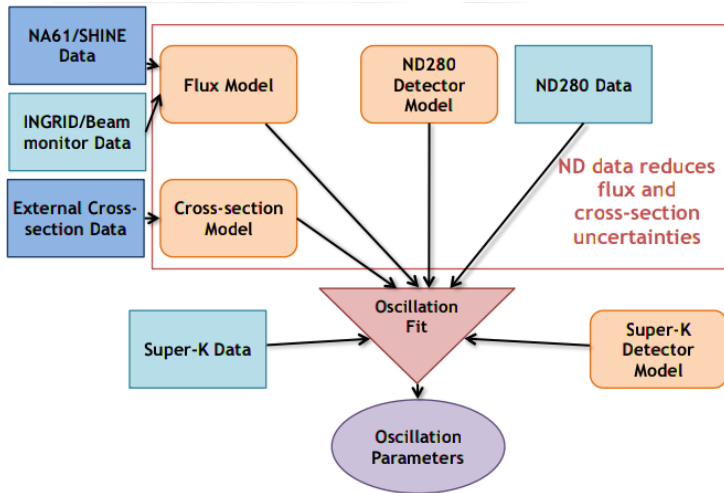 NA61/SHINE
Data
Flux Model
ND280
Detector
Model
ND280 Data
INGRID/Beam
monitor Data
ND data reduces
flux and
cross-section
uncertainties
External Cross-
section Data
Cross-section
Model
Oscillation
Fit
Super-K Data
Super-K
Detector
Model
Oscillation
Parameters